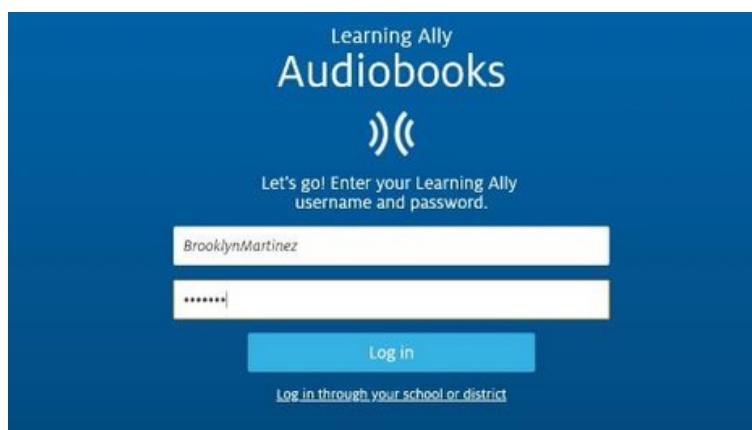 Learning Ally
Audiobooks
Let's go! Enter your Learning Ally
username and password.
BrooklynMartinez
•••••••
Log in
Log in through your school or district